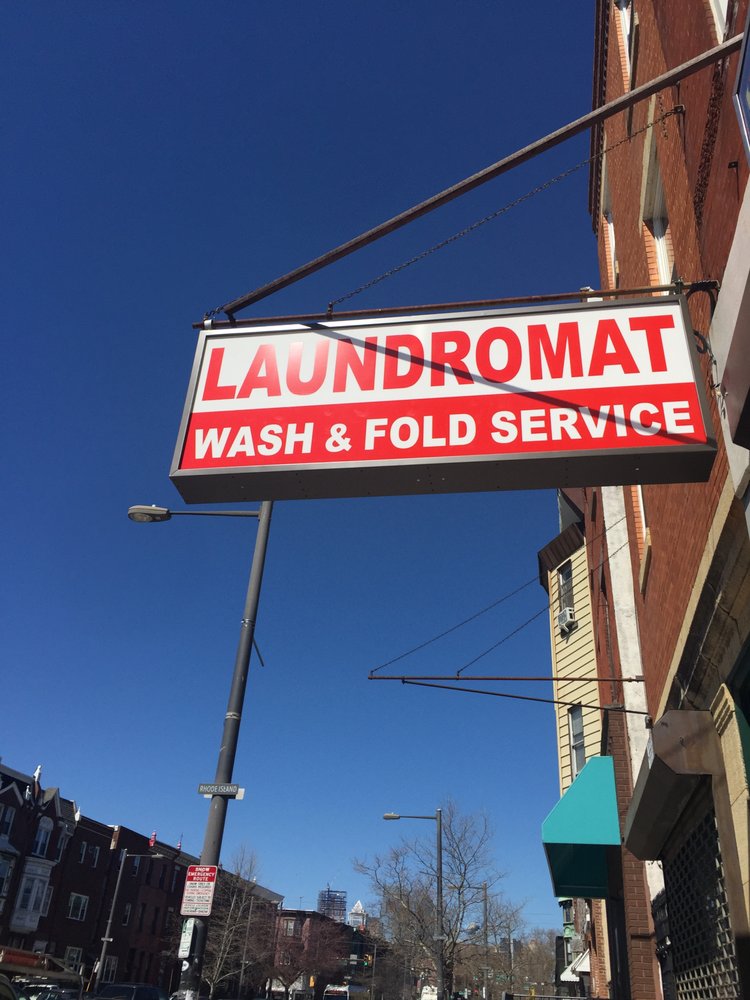 LAUNDROMAT
WASH & FOLD SERVICE
RHODE ISLAND
SNOW
EMERGENCY
ROUTE